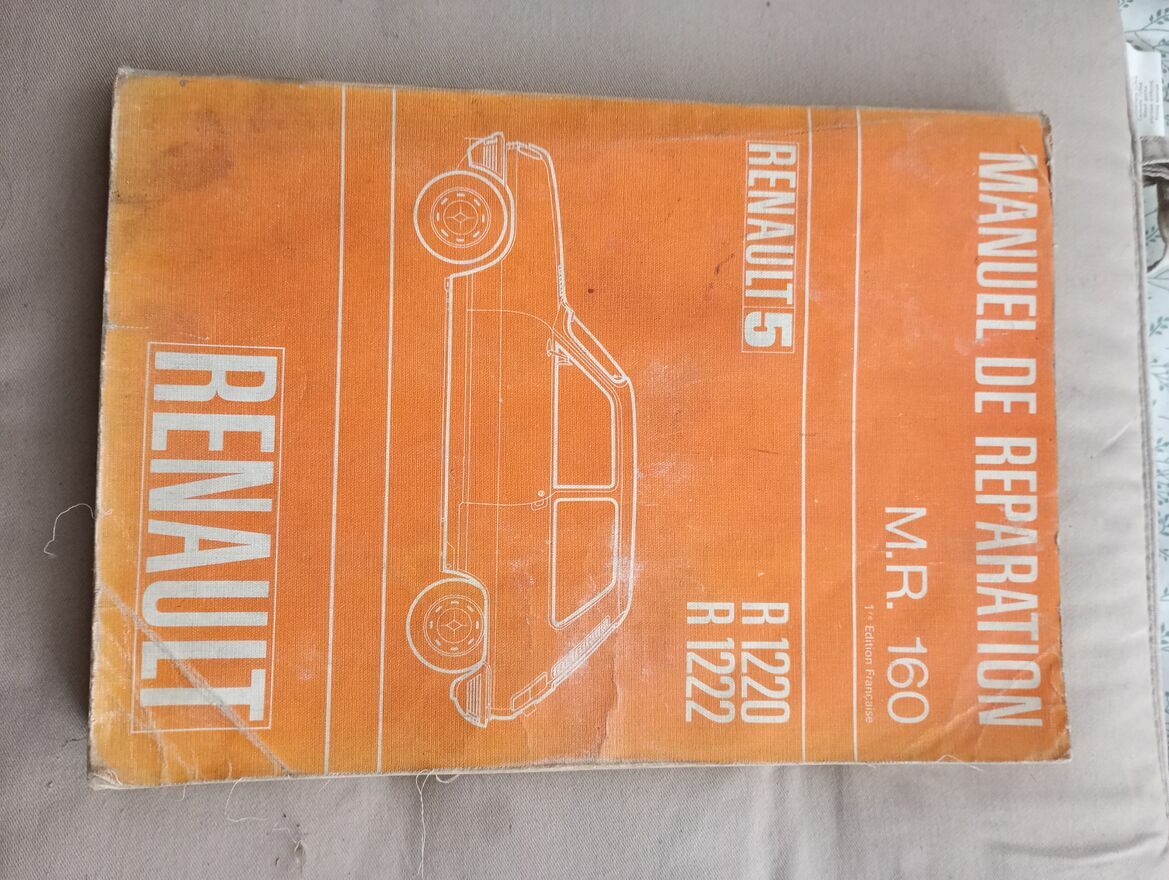 MANUEL DE REPARATION
M.R. 160
1re Edition Française
RENAULT 5
R 1220
R 1222
RENAULT